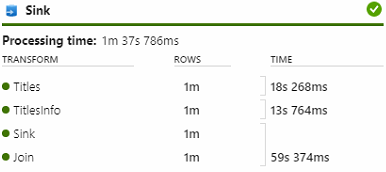 Sink
Processing time: 1m 37s 786ms
TRANSFORM ROWS TIME
Titles 1m 18s 268ms
TitlesInfo 1m 13s 764ms
Sink 1m
Join 1m 59s 374ms